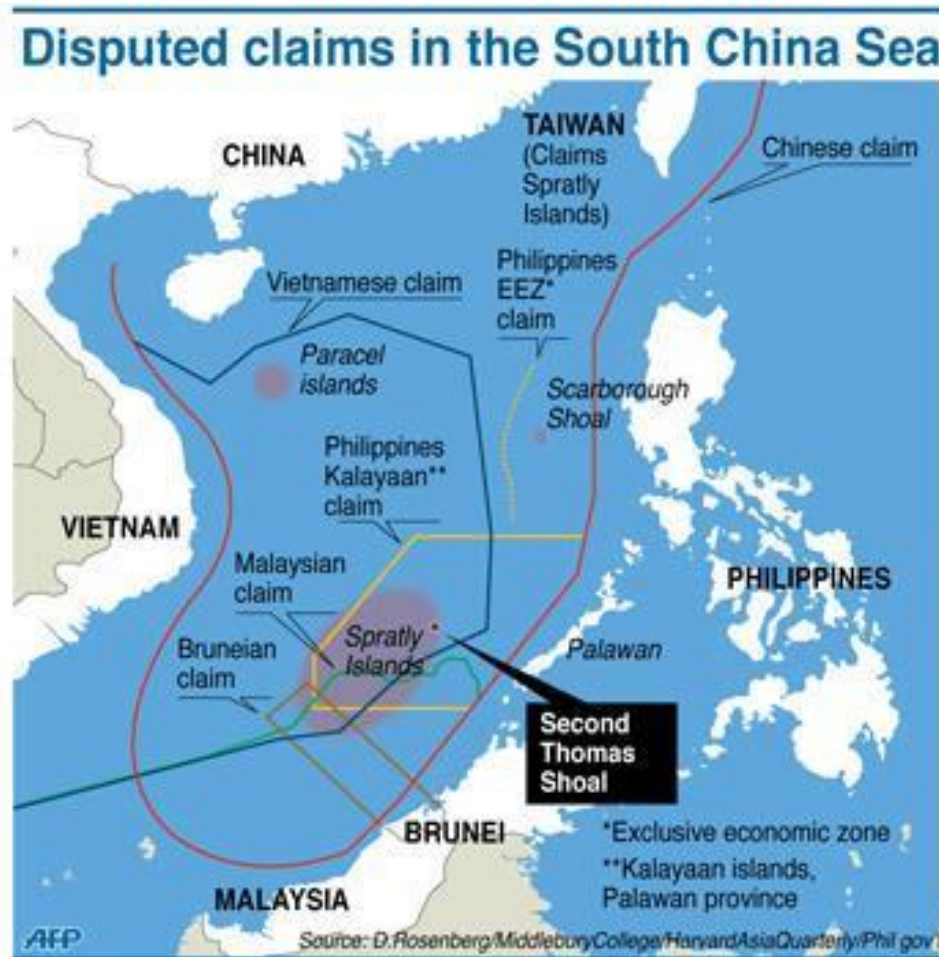 Disputed claims in the South China Sea
CHINA
TAIWAN
(Claims
Spratly
Islands)
Chinese claim
Philippines
EEZ*
claim
Vietnamese claim
Paracel
islands
Scarborough
Shoal
Philippines
Kalayaan**
claim
VIETNAM
Malaysian
claim
PHILIPPINES
Spratly
Islands
Bruneian
claim
Palawan
Second
Thomas
Shoal
BRUNEI
*Exclusive economic zone
**Kalayaan islands,
Palawan province
MALAYSIA
AFP
Source: D.Rosenberg/MiddleburyCollege/HarvardAsiaQuarterly/Phil gov't